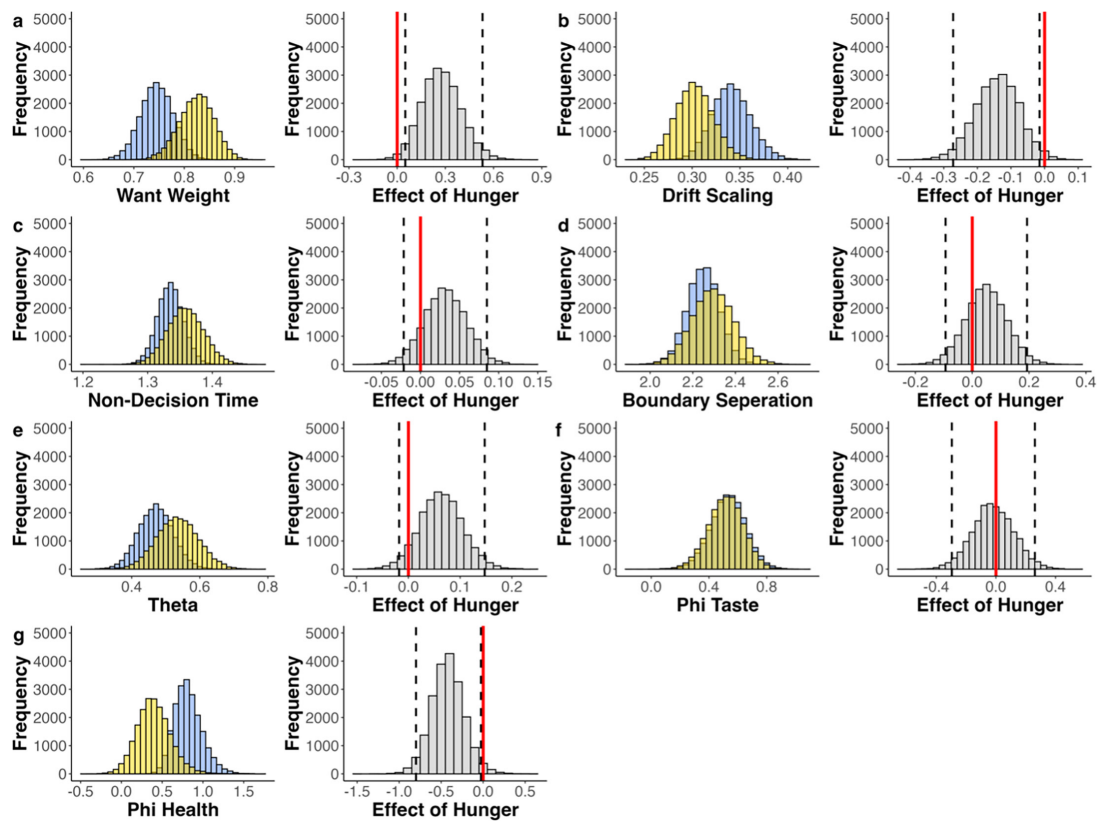 a
5000
4000
3000
2000
1000
0
Frequency
0.6 0.7 0.8 0.9
Want Weight
5000
4000
3000
2000
1000
0
Frequency
-0.3 0.0 0.3 0.6 0.9
Effect of Hunger
b
5000
4000
3000
2000
1000
0
Frequency
0.25 0.30 0.35 0.40
Drift Scaling
5000
4000
3000
2000
1000
0
Frequency
-0.4 -0.3 -0.2 -0.1 0.0 0.1
Effect of Hunger
c
5000
4000
3000
2000
1000
0
Frequency
1.2 1.3 1.4
Non-Decision Time
5000
4000
3000
2000
1000
0
Frequency
-0.05 0.00 0.05 0.10 0.15
Effect of Hunger
d
5000
4000
3000
2000
1000
0
Frequency
2.0 2.2 2.4 2.6
Boundary Seperation
5000
4000
3000
2000
1000
0
Frequency
-0.2 0.0 0.2 0.4
Effect of Hunger
e
5000
4000
3000
2000
1000
0
Frequency
0.4 0.6 0.8
Theta
5000
4000
3000
2000
1000
0
Frequency
-0.1 0.0 0.1 0.2
Effect of Hunger
f
5000
4000
3000
2000
1000
0
Frequency
0.0 0.4 0.8
Phi Taste
5000
4000
3000
2000
1000
0
Frequency
-0.4 0.0 0.4
Effect of Hunger
g
5000
4000
3000
2000
1000
0
Frequency
-0.5 0.0 0.5 1.0 1.5
Phi Health
5000
4000
3000
2000
1000
0
Frequency
-1.5 -1.0 -0.5 0.0 0.5
Effect of Hunger